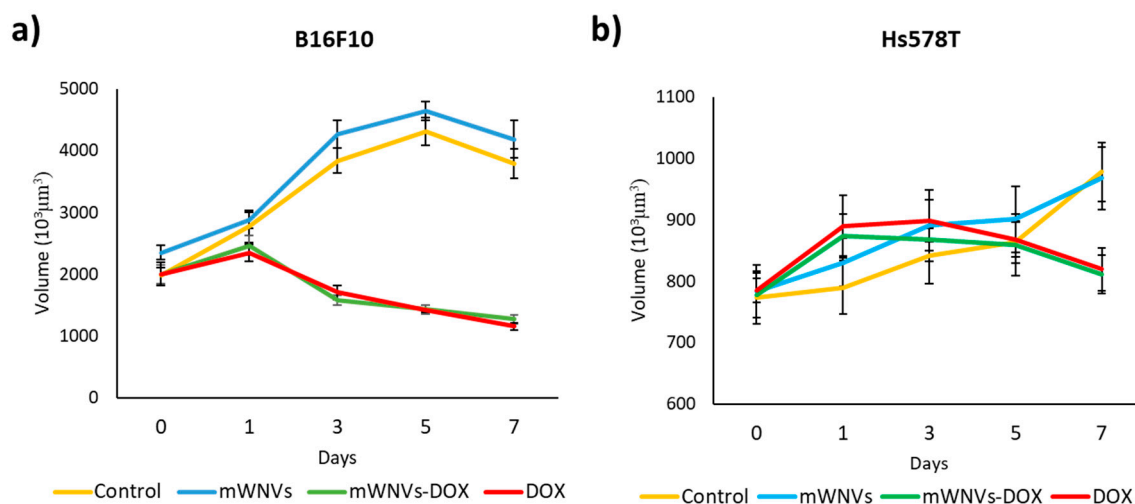 a)
B16F10
Volume (10³µm³)
5000
4000
3000
2000
1000
0
0 1 3 5 7
Days
Control mWNVs mWNVs-DOX DOX
b)
Hs578T
Volume (10³µm³)
1100
1000
900
800
700
600
0 1 3 5 7
Days
Control mWNVs mWNVs-DOX DOX